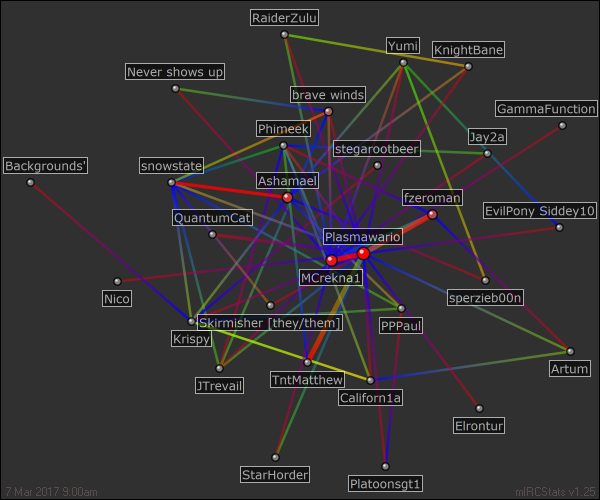 RaiderZulu
Yumi
KnightBane
Never shows up
brave winds
GammaFunction
Phimeek
Jay2a
stegarootbeer
Backgrounds'
snowstate
Ashamael
fzeroman
QuantumCat
EvilPony Siddey10
Plasmawario
MCrekna1
Nico
sperzieb00n
Skirmisher [they/them]
PPPaul
Krispy
Artum
JTrevail
TntMatthew
Californ1a
Elrontur
StarHorder
Platoonsgt1
7 Mar 2017 9:00am
mIRCStats v1.25